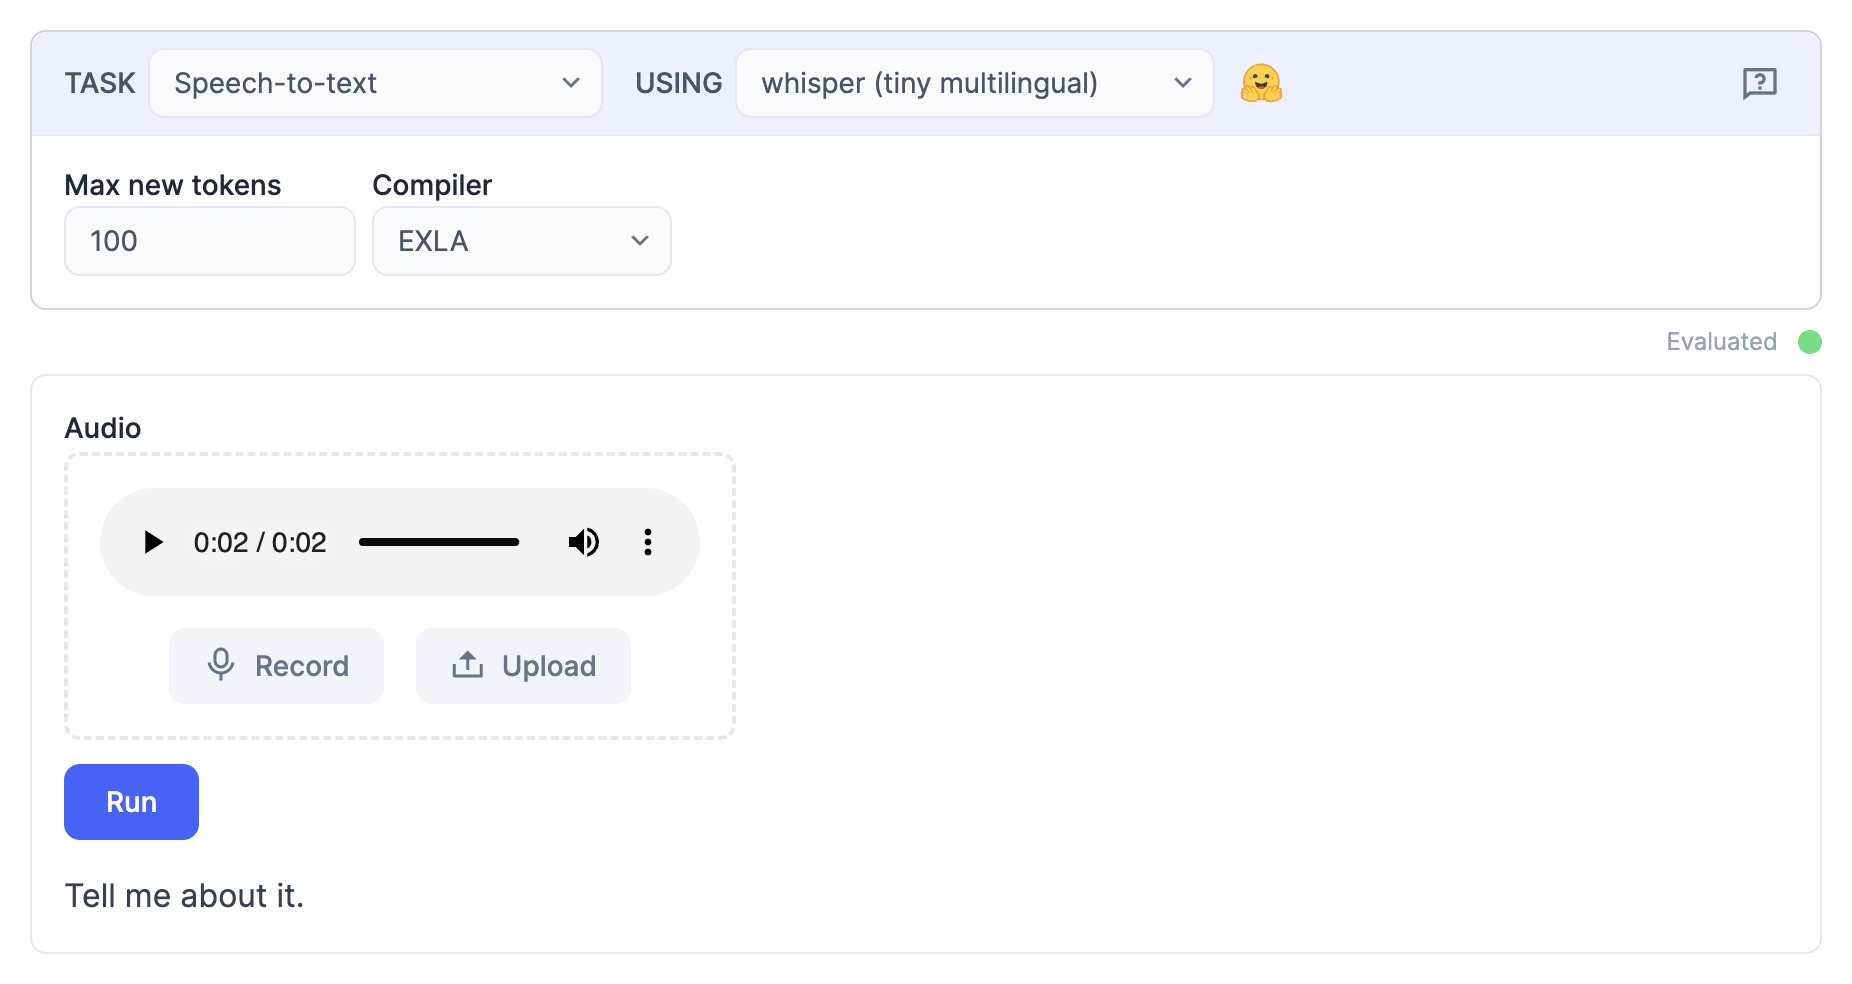 TASK Speech-to-text USING whisper (tiny multilingual)
Max new tokens Compiler
100 EXLA
Evaluated
Audio
0:02 / 0:02
Record Upload
Run
Tell me about it.